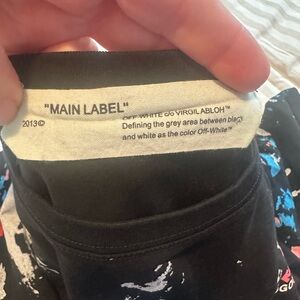 "MAIN LABEL"
2013©
OFF-WHITE c/o VIRGIL ABLOH™
Defining the grey area between black
and white as the color Off-White™
GO